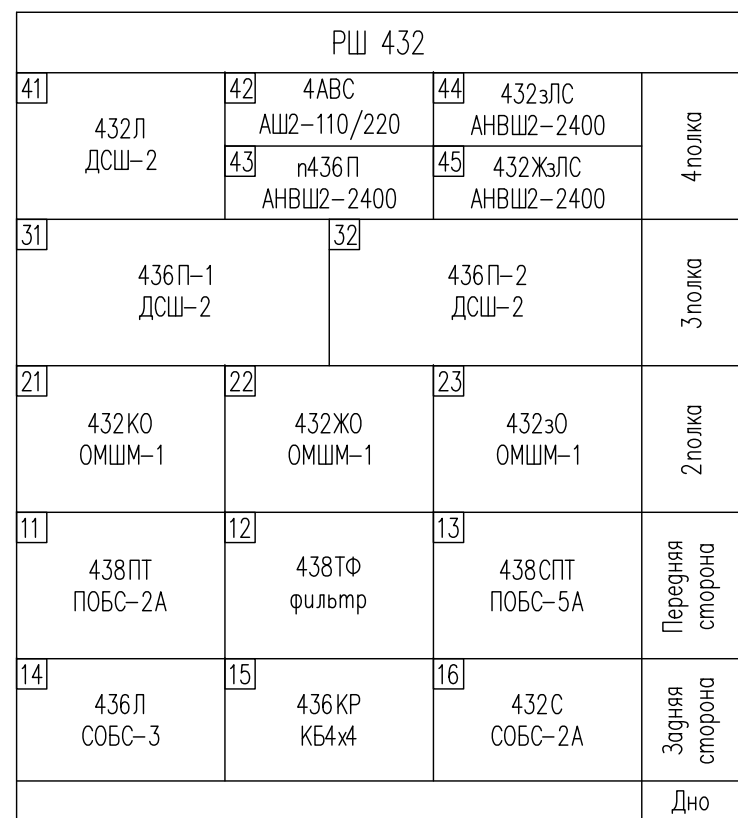 РШ 432
41
432Л
ДСШ-2
42
4АВС
АШ2-110/220
43
п436П
АНВШ2-2400
44
432зЛС
АНВШ2-2400
45
432ЖзЛС
АНВШ2-2400
4полка
31
436П-1
ДСШ-2
32
436П-2
ДСШ-2
3полка
21
432КО
ОМШМ-1
22
432ЖО
ОМШМ-1
23
432зО
ОМШМ-1
2полка
11
438ПТ
ПОБС-2А
12
438ТФ
фильтр
13
438СПТ
ПОБС-5А
Передняя
сторона
14
436Л
СОБС-3
15
436КР
КБ4х4
16
432С
СОБС-2А
Задняя
сторона
Дно